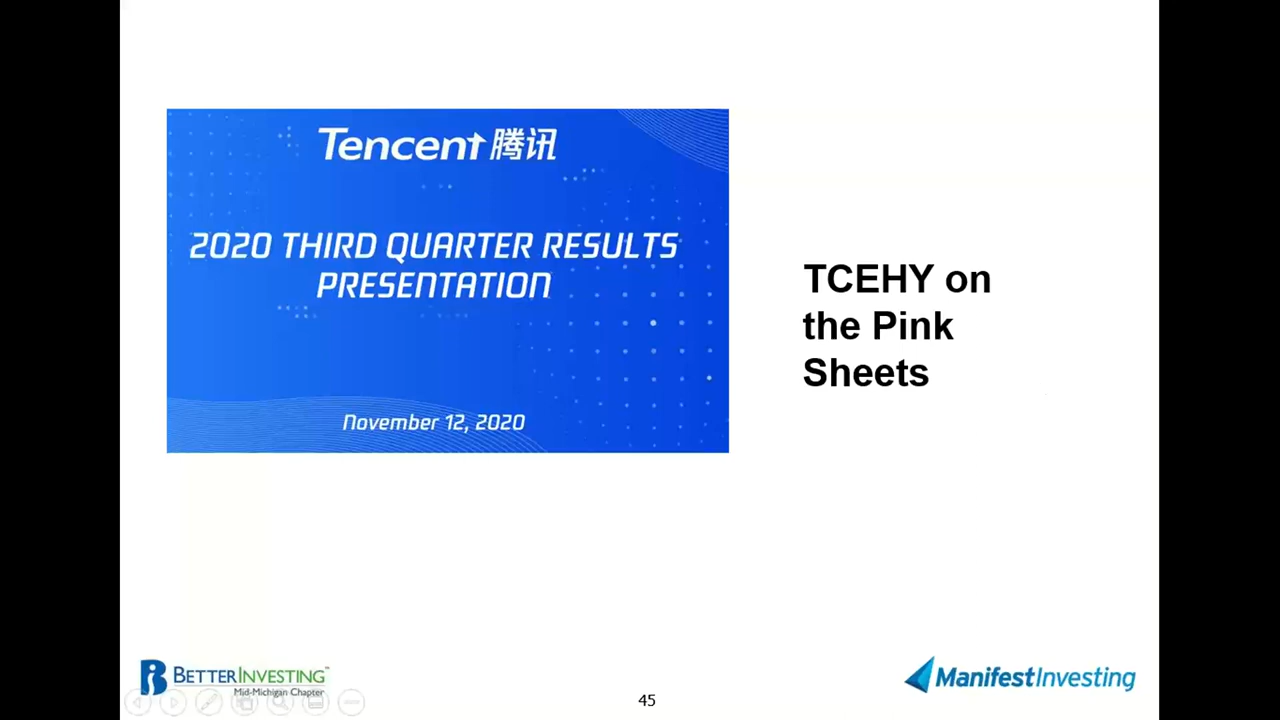 Tencent 腾讯
2020 THIRD QUARTER RESULTS
PRESENTATION
November 12, 2020
TCEHY on
the Pink
Sheets
BETTERINVESTING™
Mid-Michigan Chapter
45
ManifestInvesting